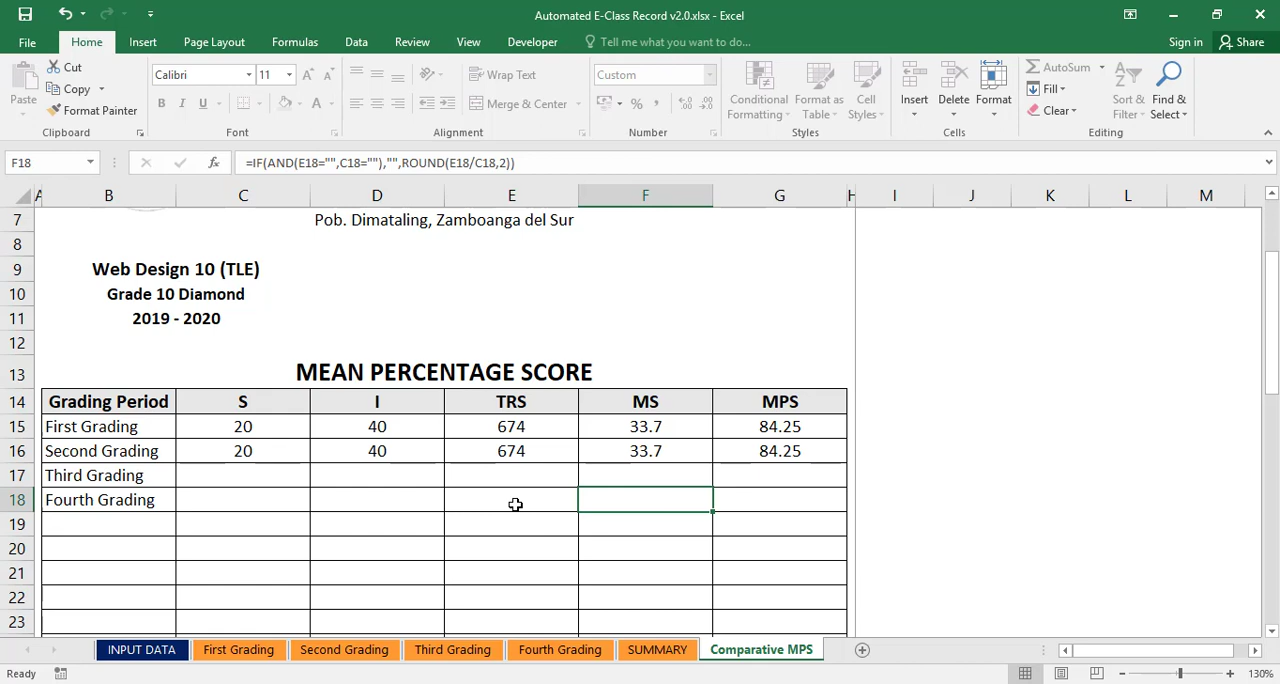 Automated E-Class Record v2.0.xlsx - Excel
File Home Insert Page Layout Formulas Data Review View Developer Tell me what you want to do... Sign in Share
Cut
Copy
Format Painter
Paste
Clipboard
Calibri 11
B I U
Font
Wrap Text
Merge & Center
Alignment
Custom
%
Number
Conditional Formatting
Format as Table
Cell Styles
Styles
Insert Delete Format
Cells
AutoSum
Fill
Clear
Sort & Filter
Find & Select
Editing
F18 fx =IF(AND(E18="",C18=""),"",ROUND(E18/C18,2))
A B C D E F G H I J K L M
7 Pob. Dimataling, Zamboanga del Sur
8
9 Web Design 10 (TLE)
10 Grade 10 Diamond
11 2019 - 2020
12
13 MEAN PERCENTAGE SCORE
14 Grading Period S I TRS MS MPS
15 First Grading 20 40 674 33.7 84.25
16 Second Grading 20 40 674 33.7 84.25
17 Third Grading
18 Fourth Grading
19
20
21
22
23
INPUT DATA First Grading Second Grading Third Grading Fourth Grading SUMMARY Comparative MPS
Ready 130%